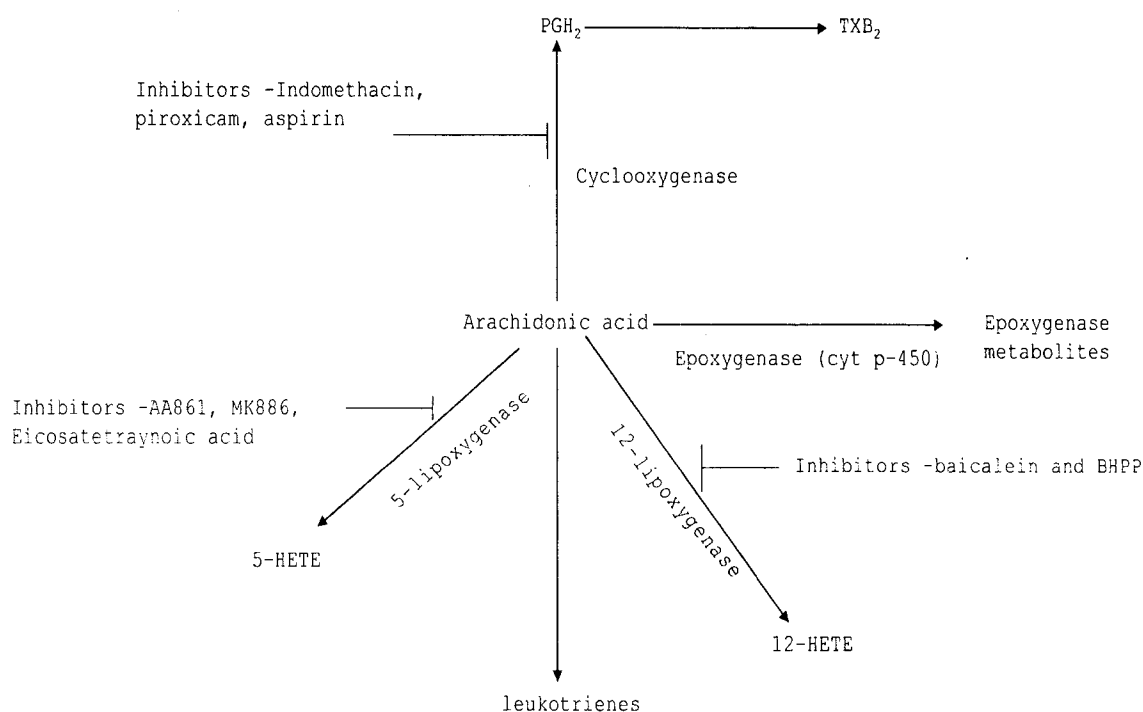 PGH2
TXB2
Inhibitors -Indomethacin,
piroxicam, aspirin
Cyclooxygenase
Arachidonic acid
Epoxygenase
metabolites
Epoxygenase (cyt p-450)
Inhibitors -AA861, MK886,
Eicosatetraynoic acid
5-lipoxygenase
12-lipoxygenase
Inhibitors -baicalein and BHPP
5-HETE
12-HETE
leukotrienes